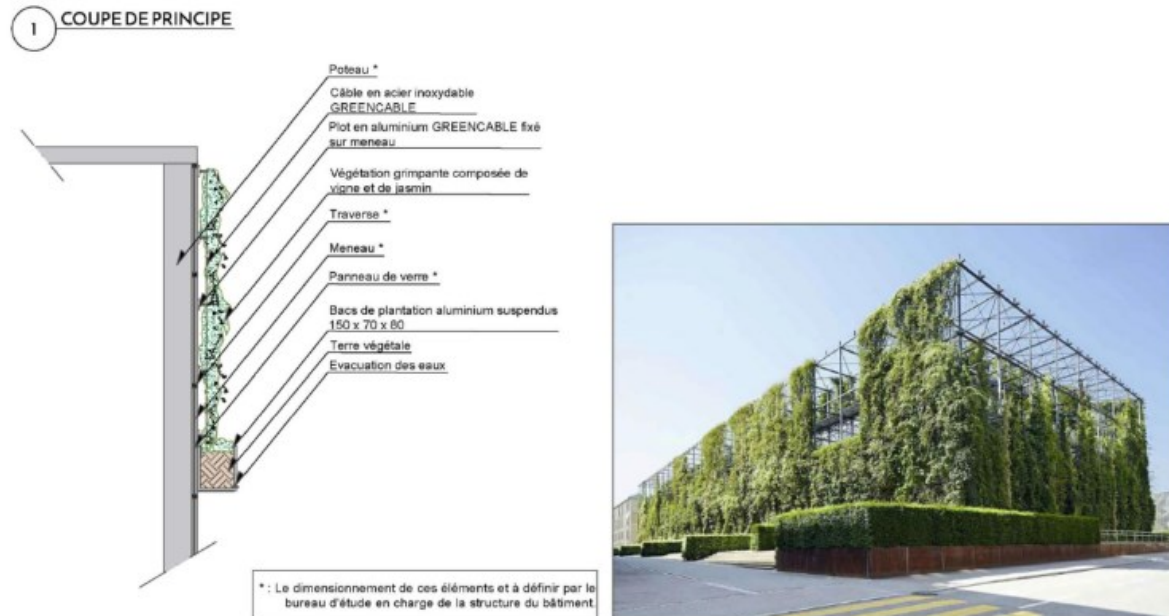 1 COUPE DE PRINCIPE
Poteau *
Câble en acier inoxydable
GREENCABLE
Plot en aluminium GREENCABLE fixé
sur meneau
Végétation grimpante composée de
vigne et de jasmin
Traverse *
Meneau *
Panneau de verre *
Bacs de plantation aluminium suspendus
150 x 70 x 80
Terre végétale
Evacuation des eaux
* : Le dimensionnement de ces éléments et à définir par le
bureau d'étude en charge de la structure du bâtiment.